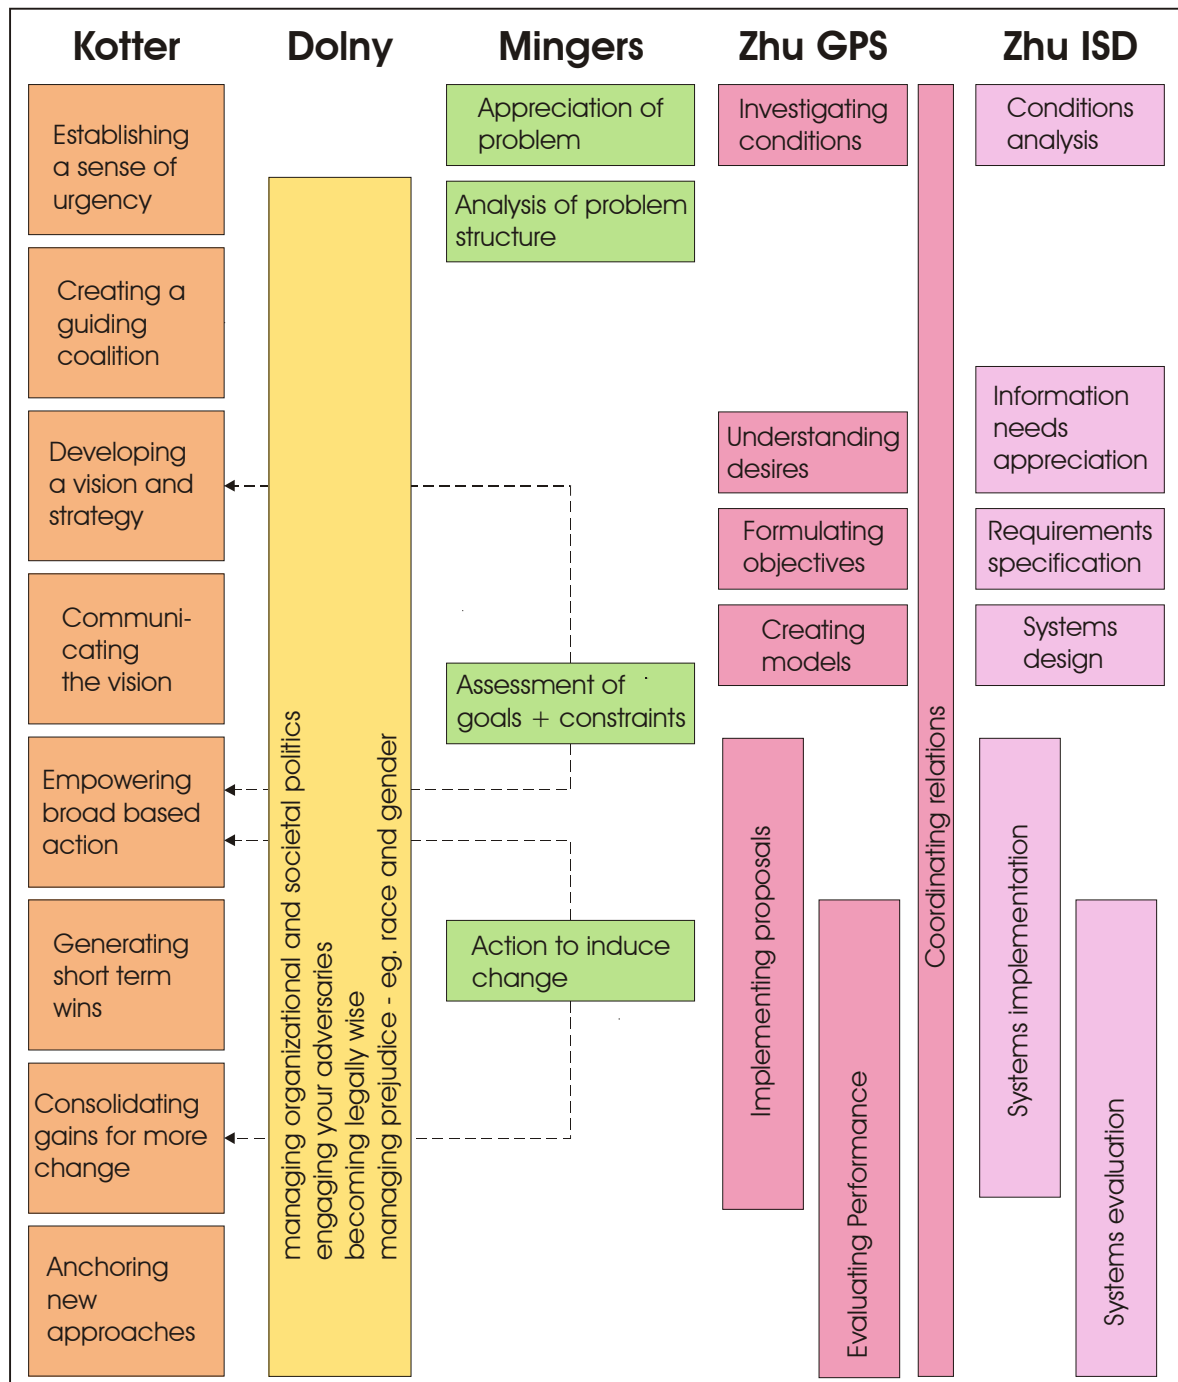 Kotter
Dolny
Mingers
Zhu GPS
Zhu ISD
Establishing
a sense of
urgency
Creating a
guiding
coalition
Developing
a vision and
strategy
Communi-
cating
the vision
Empowering
broad based
action
Generating
short term
wins
Consolidating
gains for more
change
Anchoring
new
approaches
managing organizational and societal politics
engaging your adversaries
becoming legally wise
managing prejudice - eg. race and gender
Appreciation of
problem
Analysis of problem
structure
Assessment of
goals + constraints
Action to induce
change
Investigating
conditions
Understanding
desires
Formulating
objectives
Creating
models
Implementing proposals
Evaluating Performance
Coordinating relations
Conditions
analysis
Information
needs
appreciation
Requirements
specification
Systems
design
Systems implementation
Systems evaluation